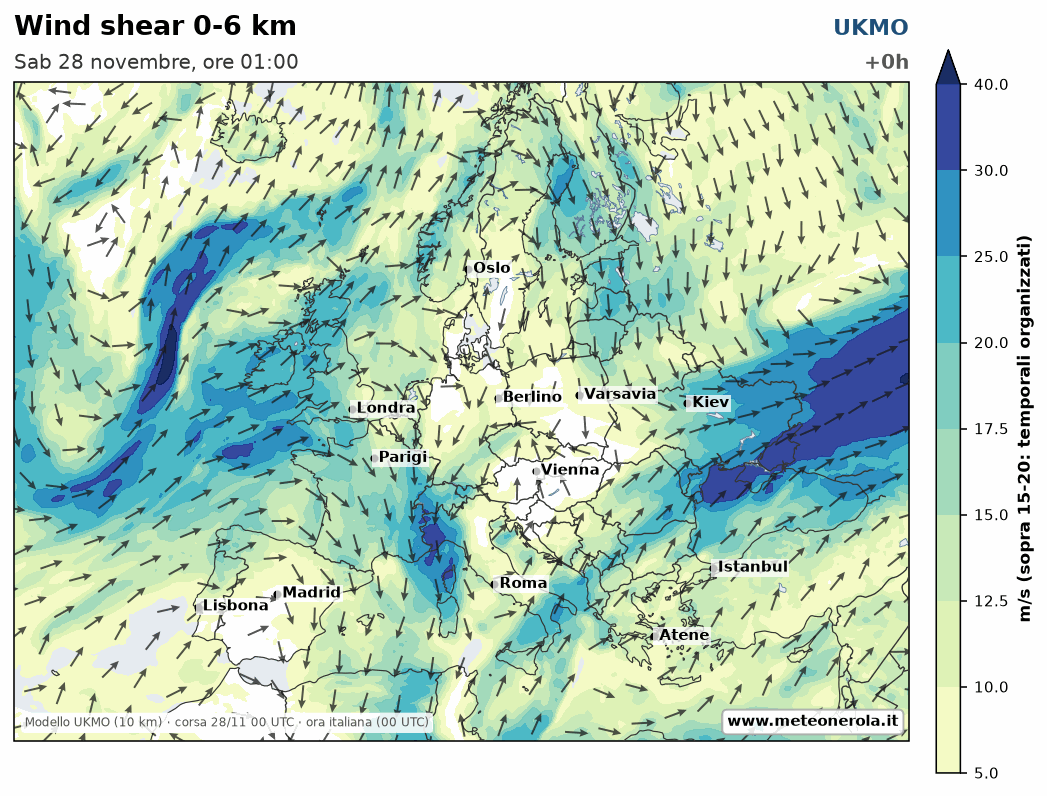 Wind shear 0-6 km
UKMO
Sab 28 novembre, ore 01:00
+0h
40.0
30.0
25.0
20.0
17.5
15.0
12.5
10.0
5.0
m/s (sopra 15-20: temporali organizzati)
Oslo
Londra
Berlino
Varsavia
Kiev
Parigi
Vienna
Istanbul
Roma
Madrid
Lisbona
Atene
Modello UKMO (10 km) · corsa 28/11 00 UTC · ora italiana (00 UTC)
www.meteonerola.it